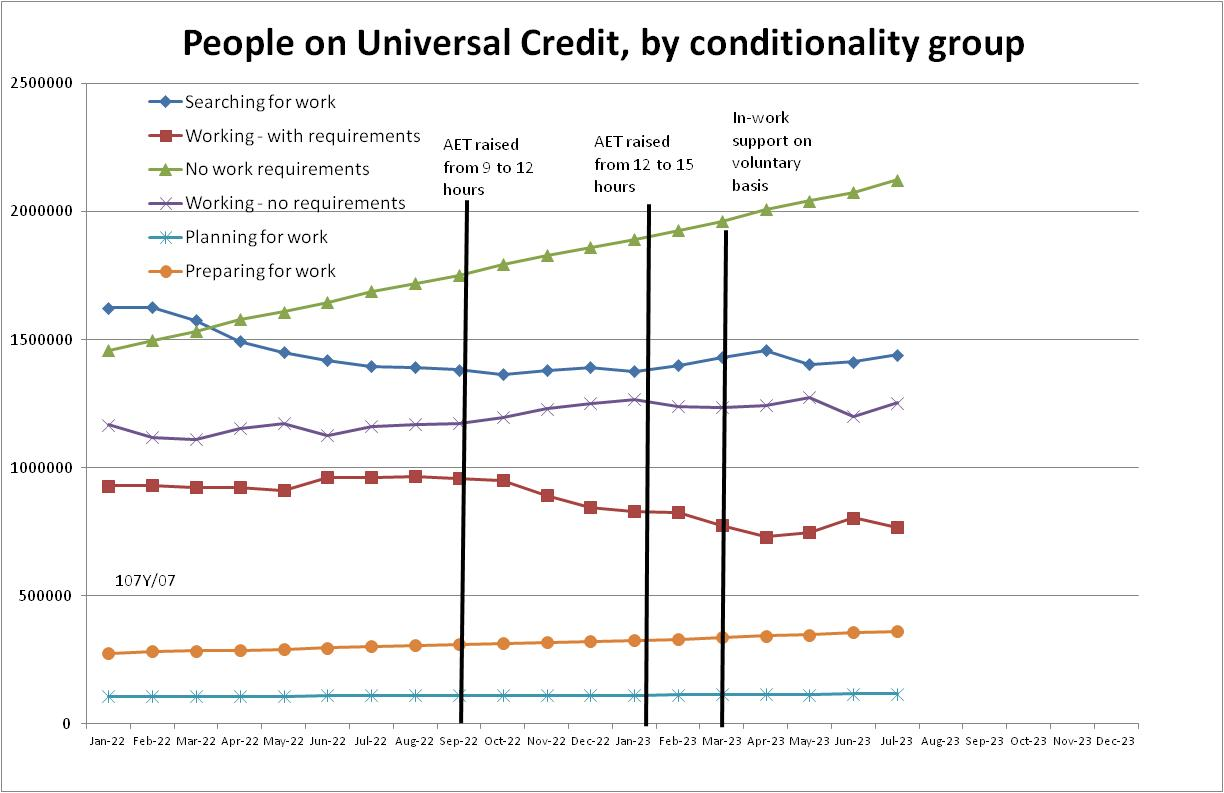 People on Universal Credit, by conditionality group
2500000
2000000
1500000
1000000
500000
0
Searching for work
Working - with requirements
No work requirements
Working - no requirements
Planning for work
Preparing for work
AET raised
from 9 to 12
hours
AET raised
from 12 to 15
hours
In-work
support on
voluntary
basis
107Y/07
Jan-22 Feb-22 Mar-22 Apr-22 May-22 Jun-22 Jul-22 Aug-22 Sep-22 Oct-22 Nov-22 Dec-22 Jan-23 Feb-23 Mar-23 Apr-23 May-23 Jun-23 Jul-23 Aug-23 Sep-23 Oct-23 Nov-23 Dec-23